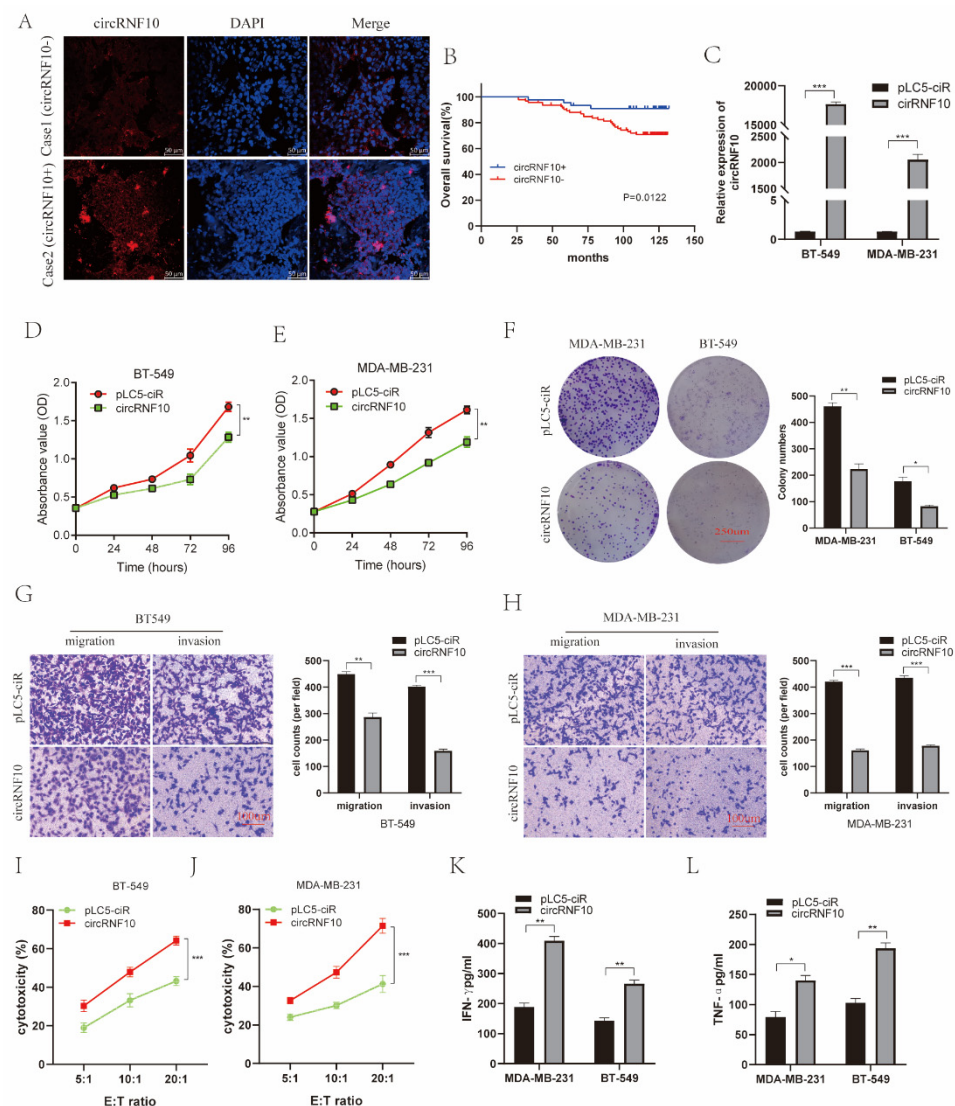 A
circRNF10 DAPI Merge
Case1 (circRNF10-)
50 μm 50 μm 50 μm
Case2 (circRNF10+)
50 μm 50 μm 50 μm
B
Overall survival(%)
100
80
60
40
20
0
circRNF10+
circRNF10-
P=0.0122
0 50 100 150
months
C
pLC5-ciR
cirRNF10
Relative expression of
circRNF10
20000
15000
2500
2000
1500
5
0
*** ***
BT-549 MDA-MB-231
D
BT-549
pLC5-ciR
circRNF10
Absorbance value (OD)
2.0
1.5
1.0
0.5
0.0
**
0 24 48 72 96
Time (hours)
E
MDA-MB-231
pLC5-ciR
circRNF10
Absorbance value (OD)
2.0
1.5
1.0
0.5
0.0
**
0 24 48 72 96
Time (hours)
F
MDA-MB-231 BT-549
pLC5-ciR
circRNF10
250um
pLC5-ciR
circRNF10
Colony numbers
500
400
300
200
100
0
** *
MDA-MB-231 BT-549
G
BT549
migration invasion
pLC5-ciR
circRNF10
100um
pLC5-ciR
circRNF10
cell counts (per field)
500
400
300
200
100
0
** ***
migration invasion
BT-549
H
MDA-MB-231
migration invasion
pLC5-ciR
circRNF10
100um
pLC5-ciR
circRNF10
cell counts (per field)
500
400
300
200
100
0
*** ***
migration invasion
MDA-MB-231
I
BT-549
pLC5-ciR
circRNF10
cytotoxicity (%)
80
60
40
20
0
***
5:1 10:1 20:1
E:T ratio
J
MDA-MB-231
pLC5-ciR
circRNF10
cytotoxicity (%)
80
60
40
20
0
***
5:1 10:1 20:1
E:T ratio
K
pLC5-ciR
circRNF10
IFN-γpg/ml
500
400
300
200
100
0
** **
MDA-MB-231 BT-549
L
pLC5-ciR
circRNF10
TNF-αpg/ml
250
200
150
100
50
0
* **
MDA-MB-231 BT-549